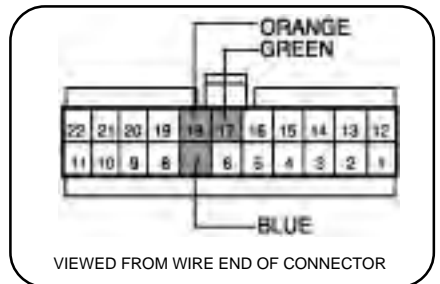 ORANGE
GREEN
22 21 20 19 18 17 16 15 14 13 12
11 10 9 8 7 6 5 4 3 2 1
BLUE
VIEWED FROM WIRE END OF CONNECTOR